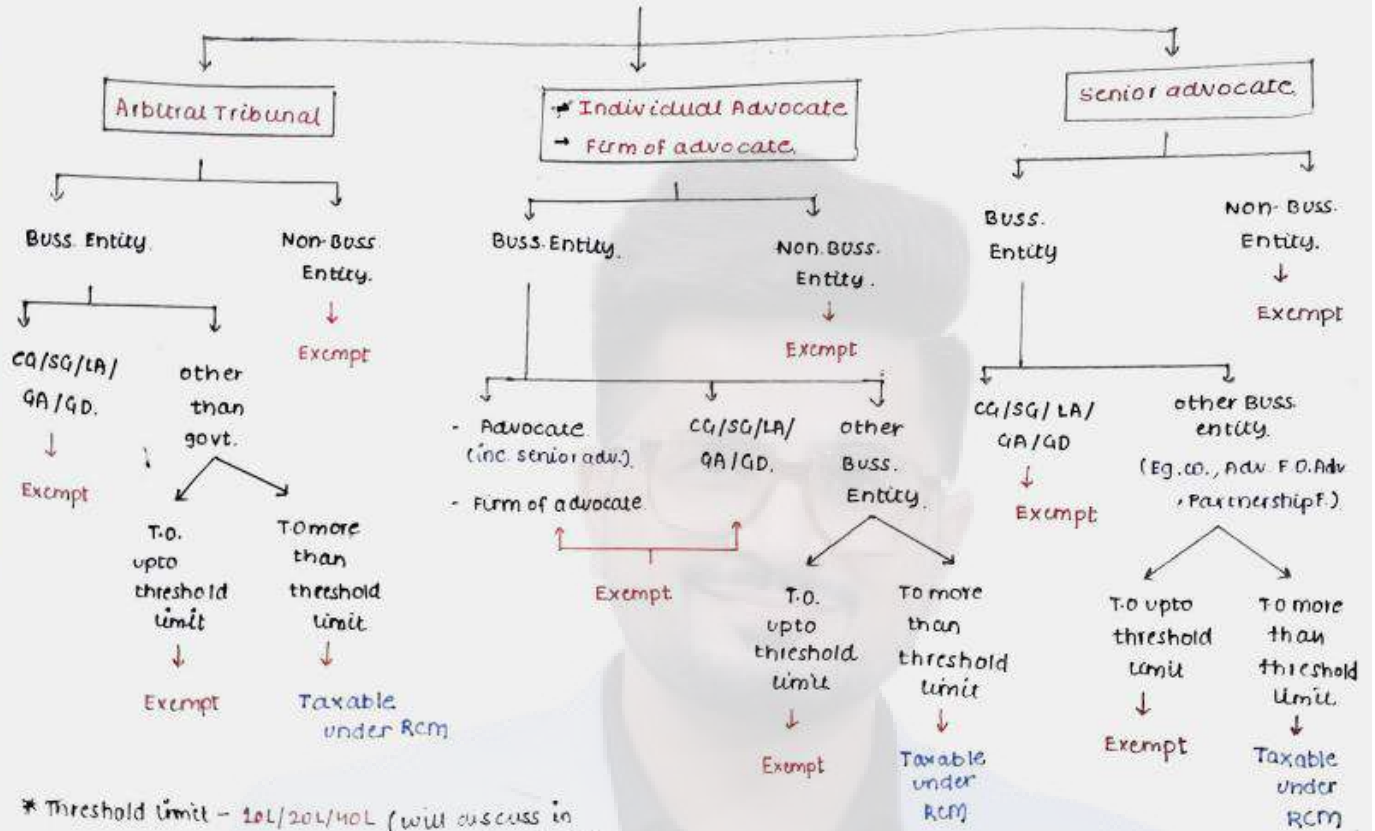 Arbitral Tribunal
→ Individual Advocate
→ Firm of advocate.
Senior advocate.
Buss. Entity
Non-Buss.
Entity.
↓
Exempt
CG/SG/LA/
GA/GD.
↓
Exempt
other
than
govt.
T.O.
upto
threshold
limit
↓
Exempt
T.O more
than
threshold
limit
↓
Taxable
under RCM
Buss. Entity.
Non. Buss.
Entity.
↓
Exempt
- Advocate
(inc. senior adv.)
- Firm of advocate
CG/SG/LA/
GA/GD.
Exempt
other
Buss.
Entity.
T.O.
upto
threshold
limit
↓
Exempt
T.O more
than
threshold
limit
↓
Taxable
under
RCM
Buss.
Entity
Non-Buss.
Entity.
↓
Exempt
CG/SG/LA/
GA/GD
↓
Exempt
other Buss.
entity.
(Eg. co., Adv. F.O.Adv
, Partnership F.)
T.O upto
threshold
limit
↓
Exempt
T.O more
than
threshold
limit.
↓
Taxable
under
RCM
* Threshold limit - 10L/20L/40L (will discuss in